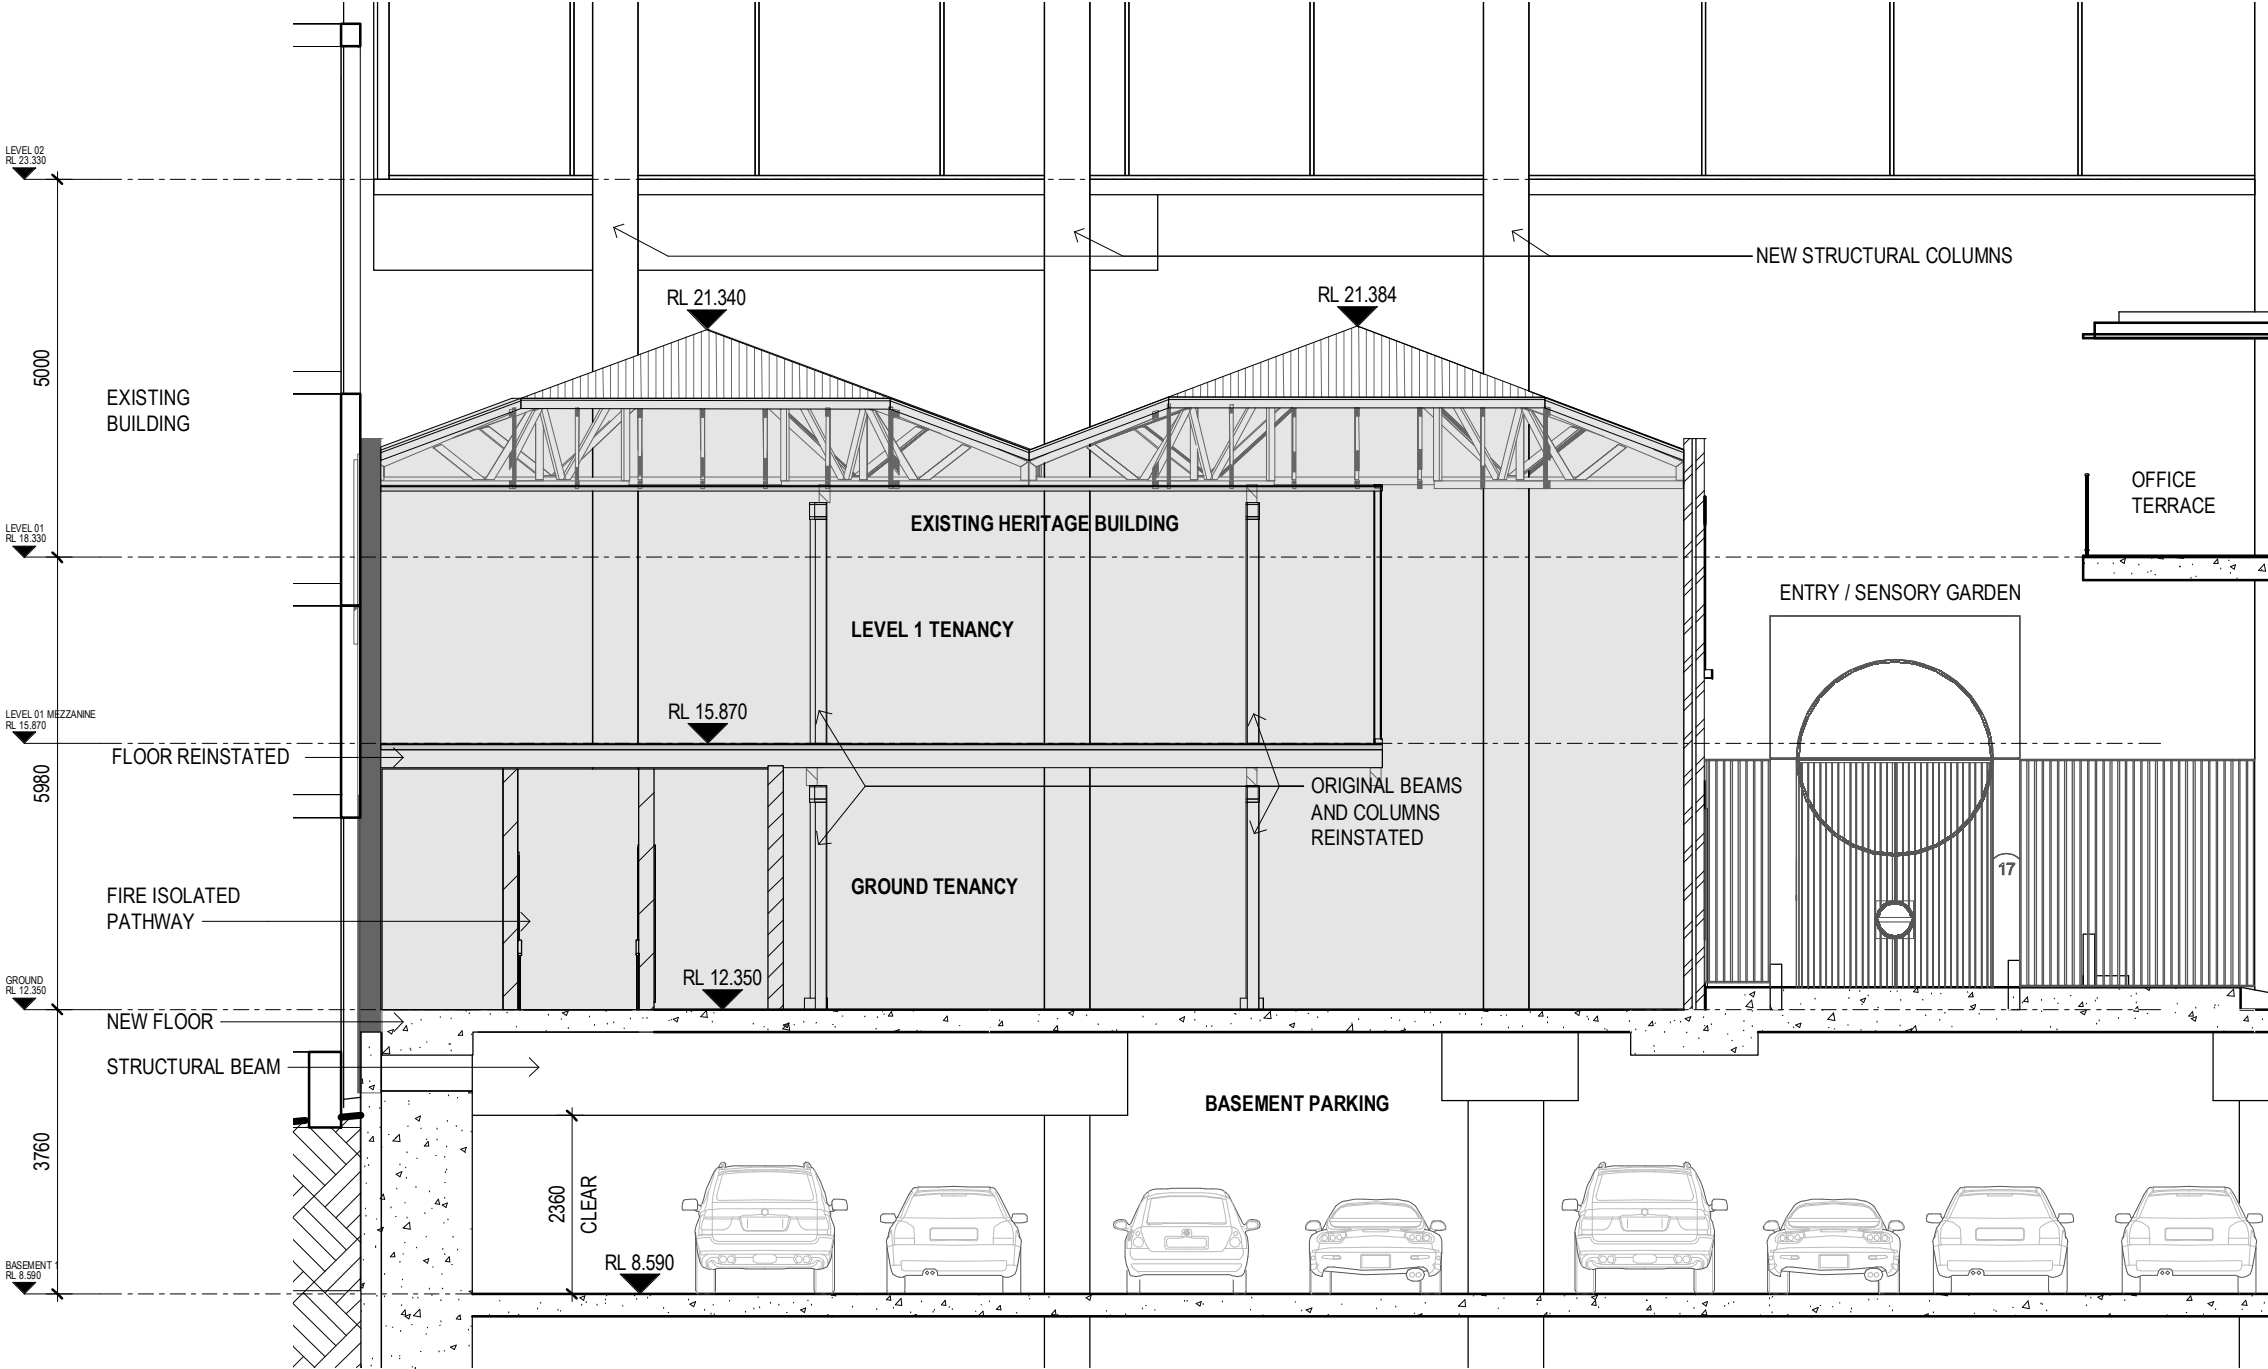 LEVEL 02
RL 23.330
NEW STRUCTURAL COLUMNS
RL 21.340
RL 21.384
5000
EXISTING
BUILDING
OFFICE
TERRACE
EXISTING HERITAGE BUILDING
LEVEL 01
RL 18.330
ENTRY / SENSORY GARDEN
LEVEL 1 TENANCY
LEVEL 01 MEZZANINE
RL 15.870
RL 15.870
FLOOR REINSTATED
5980
ORIGINAL BEAMS
AND COLUMNS
REINSTATED
17
FIRE ISOLATED
PATHWAY
GROUND TENANCY
GROUND
RL 12.350
RL 12.350
NEW FLOOR
STRUCTURAL BEAM
BASEMENT PARKING
3760
2360
CLEAR
BASEMENT 1
RL 8.590
RL 8.590